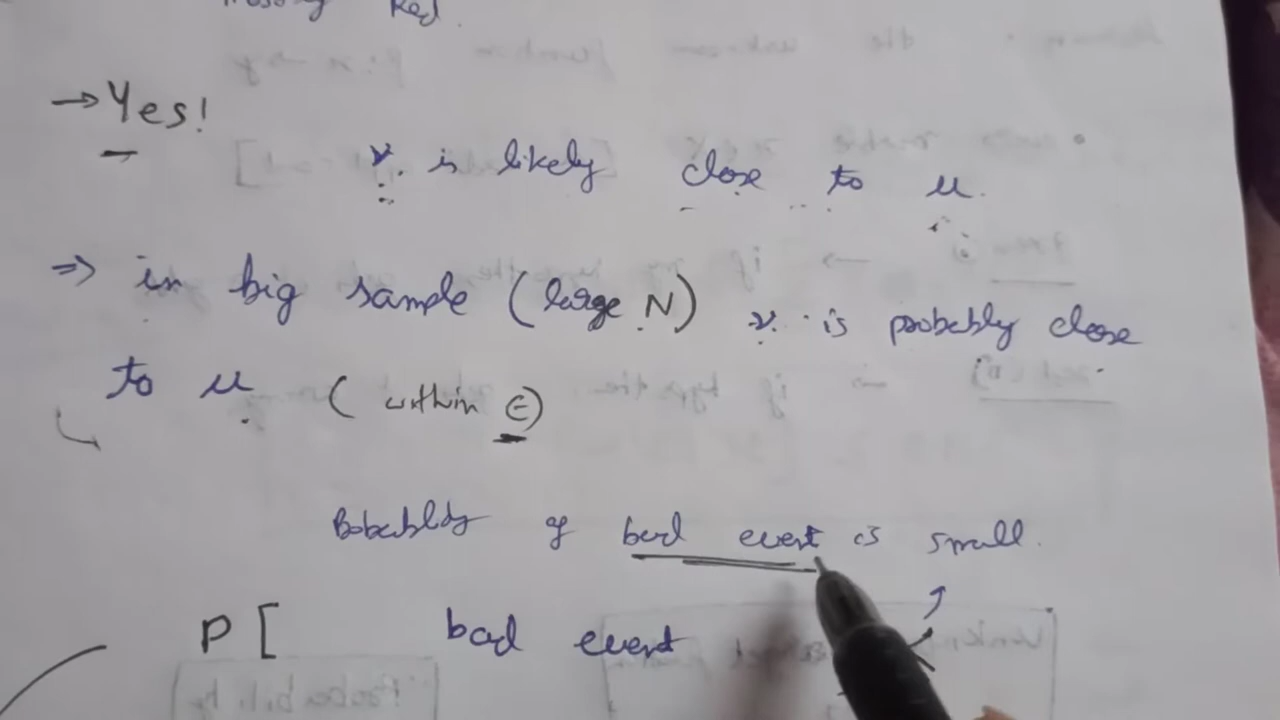 Red.
→ Yes!
ν is likely close to μ.
⇒ in big sample (large N) ν is probably close
to μ (within ϵ)
Probability of bad event is small.
P [ bad event